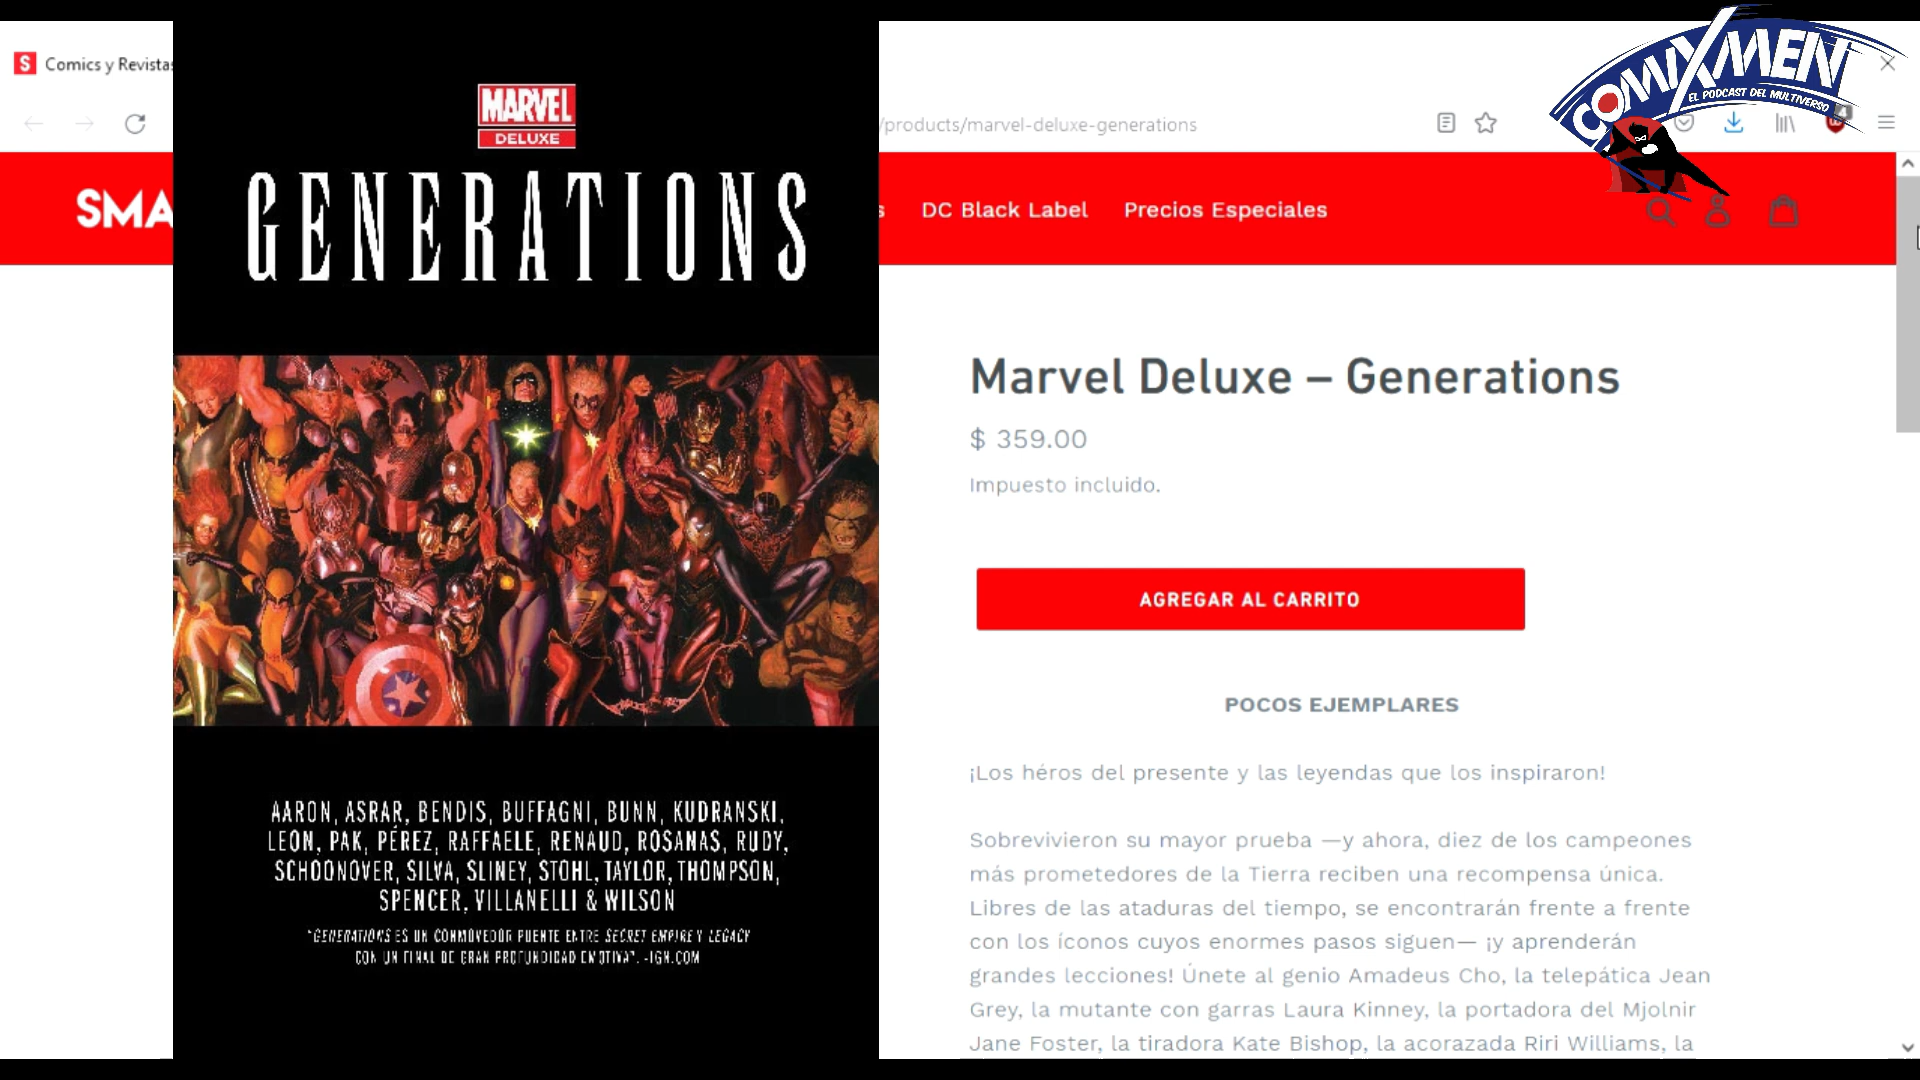 COMIXMEN
EL PODCAST DEL MULTIVERSO
S Comics y Revistas
/products/marvel-deluxe-generations
SMA
s DC Black Label Precios Especiales
MARVEL
DELUXE
GENERATIONS
AARON, ASRAR, BENDIS, BUFFAGNI, BUNN, KUDRANSKI,
LEON, PAK, PÉREZ, RAFFAELE, RENAUD, ROSANAS, RUDY,
SCHOONOVER, SILVA, SLINEY, STOHL, TAYLOR, THOMPSON,
SPENCER, VILLANELLI & WILSON
"GENERATIONS ES UN CONMOVEDOR PUENTE ENTRE SECRET EMPIRE Y LEGACY
CON UN FINAL DE GRAN PROFUNDIDAD EMOTIVA". -IGN.COM
Marvel Deluxe – Generations
$ 359.00
Impuesto incluido.
AGREGAR AL CARRITO
POCOS EJEMPLARES
¡Los héros del presente y las leyendas que los inspiraron!
Sobrevivieron su mayor prueba —y ahora, diez de los campeones
más prometedores de la Tierra reciben una recompensa única.
Libres de las ataduras del tiempo, se encontrarán frente a frente
con los íconos cuyos enormes pasos siguen— ¡y aprenderán
grandes lecciones! Únete al genio Amadeus Cho, la telepática Jean
Grey, la mutante con garras Laura Kinney, la portadora del Mjolnir
Jane Foster, la tiradora Kate Bishop, la acorazada Riri Williams, la